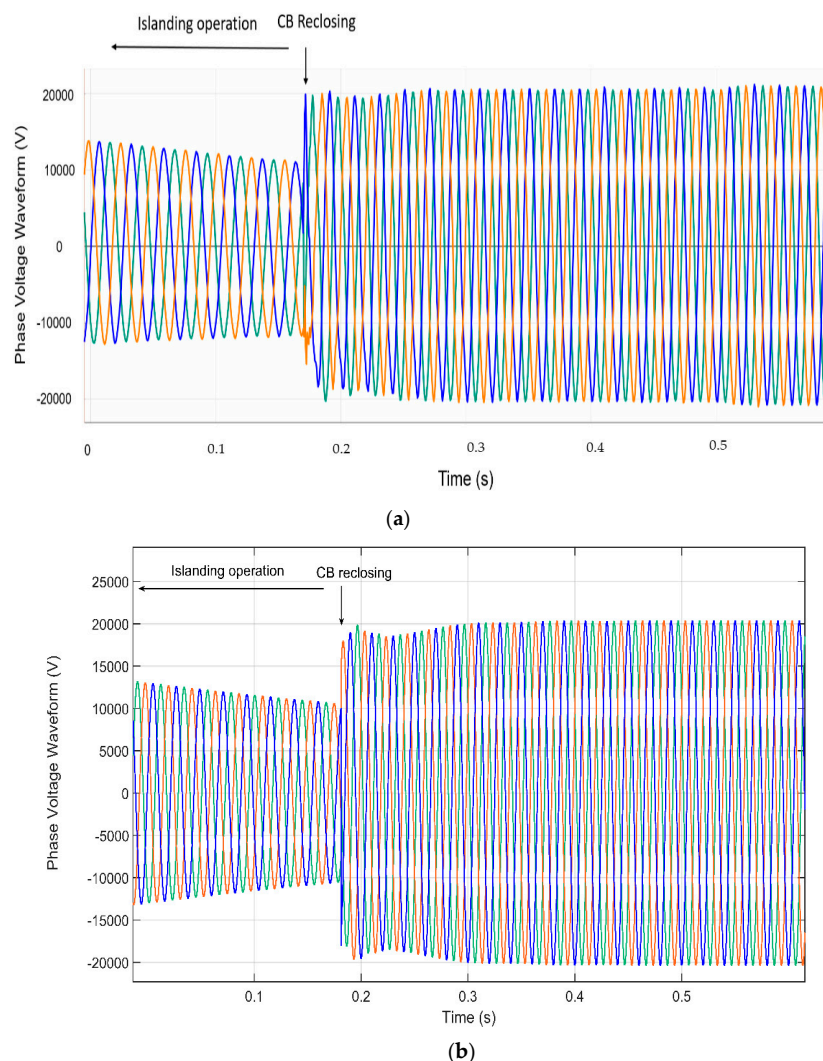 Islanding operation CB Reclosing
Phase Voltage Waveform (V)
20000
10000
0
-10000
-20000
0 0.1 0.2 0.3 0.4 0.5
Time (s)
(a)
Islanding operation CB reclosing
Phase Voltage Waveform (V)
25000
20000
15000
10000
5000
0
-5000
-10000
-15000
-20000
0.1 0.2 0.3 0.4 0.5
Time (s)
(b)